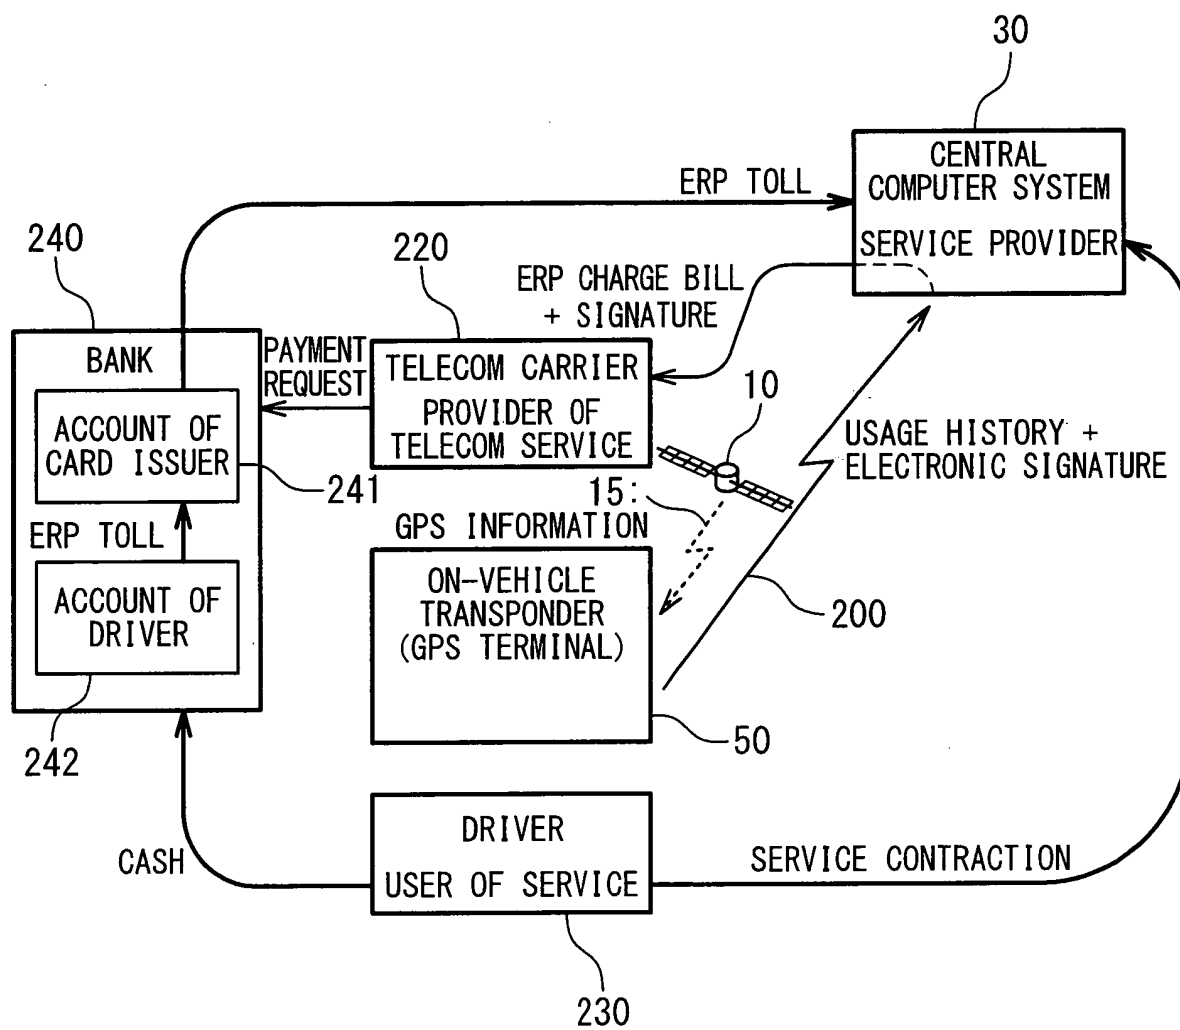 30
CENTRAL
COMPUTER SYSTEM
SERVICE PROVIDER
ERP TOLL
240
220
ERP CHARGE BILL
+ SIGNATURE
BANK
PAYMENT
REQUEST
TELECOM CARRIER
PROVIDER OF
TELECOM SERVICE
10
ACCOUNT OF
CARD ISSUER
241
USAGE HISTORY +
ELECTRONIC SIGNATURE
15:
GPS INFORMATION
ERP TOLL
ON-VEHICLE
TRANSPONDER
(GPS TERMINAL)
ACCOUNT OF
DRIVER
200
242
50
DRIVER
USER OF SERVICE
CASH
SERVICE CONTRACTION
230